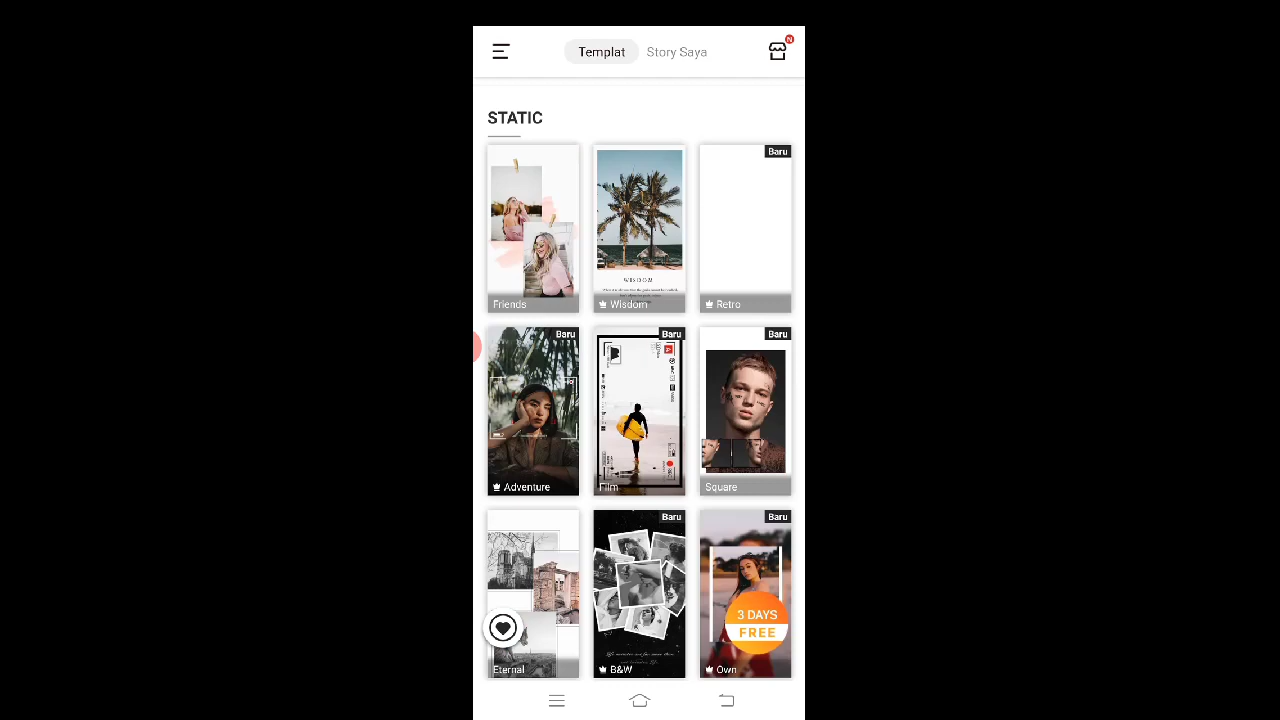 Templat Story Saya N
STATIC
Friends
WISDOM
Wisdom
Baru
Retro
Baru
Adventure
Baru
Film
Baru
Square
Eternal
Baru
B&W
Baru
3 DAYS
FREE
Own